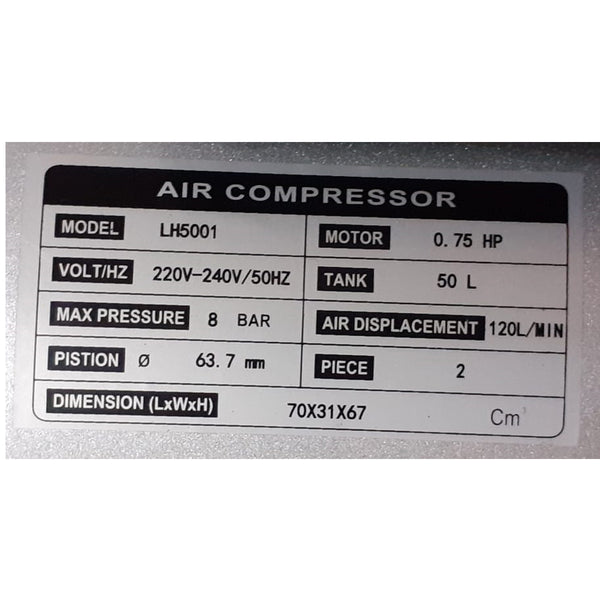 AIR COMPRESSOR
MODEL LH5001 MOTOR 0.75 HP
VOLT/HZ 220V-240V/50HZ TANK 50 L
MAX PRESSURE 8 BAR AIR DISPLACEMENT 120L/MIN
PISTION Ø 63.7 mm PIECE 2
DIMENSION (LxWxH) 70X31X67 Cm³